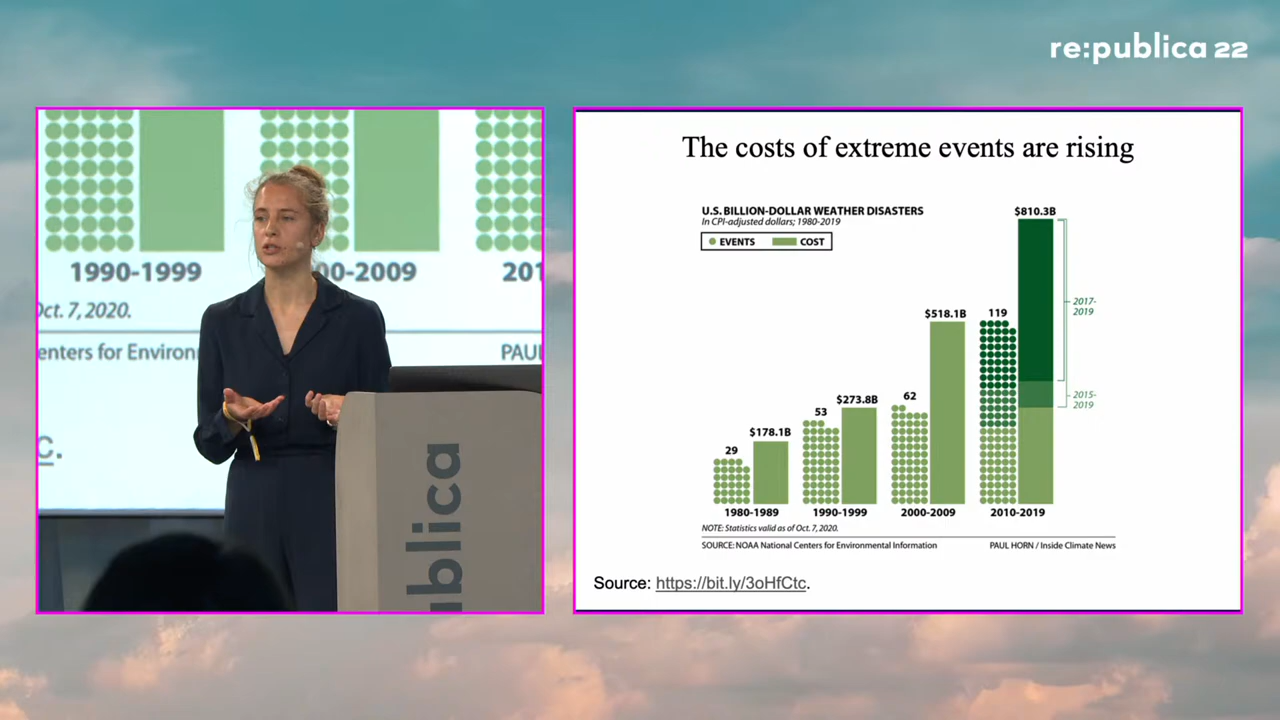 re:publica 22
1990-1999
00-2009
201
Oct. 7, 2020.
enters for Environ
PAUL
c.
ublica
The costs of extreme events are rising
U.S. BILLION-DOLLAR WEATHER DISASTERS
In CPI-adjusted dollars; 1980-2019
EVENTS COST
$810.3B
2017-
2019
119
$518.1B
2015-
2019
62
$273.8B
53
$178.1B
29
1980-1989 1990-1999 2000-2009 2010-2019
NOTE: Statistics valid as of Oct. 7, 2020.
SOURCE: NOAA National Centers for Environmental Information PAUL HORN / Inside Climate News
Source: https://bit.ly/3oHfCtc.